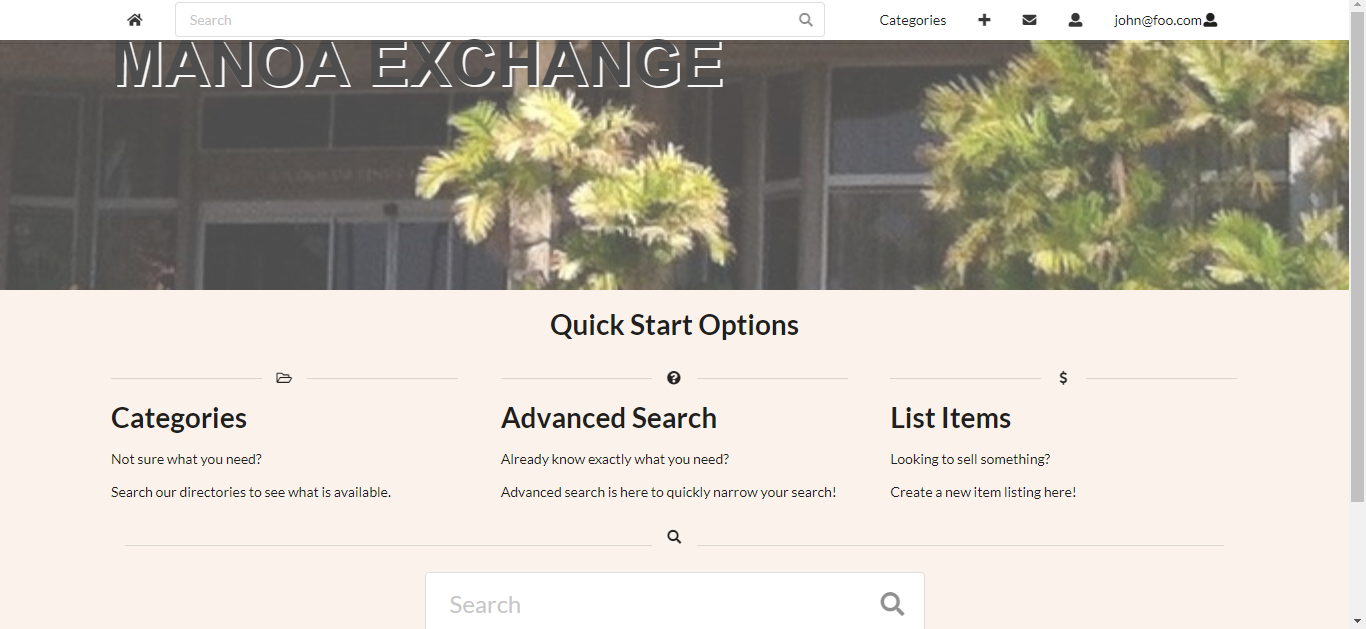 Search
Categories
john@foo.com
MANOA EXCHANGE
Quick Start Options
Categories
Not sure what you need?
Search our directories to see what is available.
Advanced Search
Already know exactly what you need?
Advanced search is here to quickly narrow your search!
List Items
Looking to sell something?
Create a new item listing here!
Search